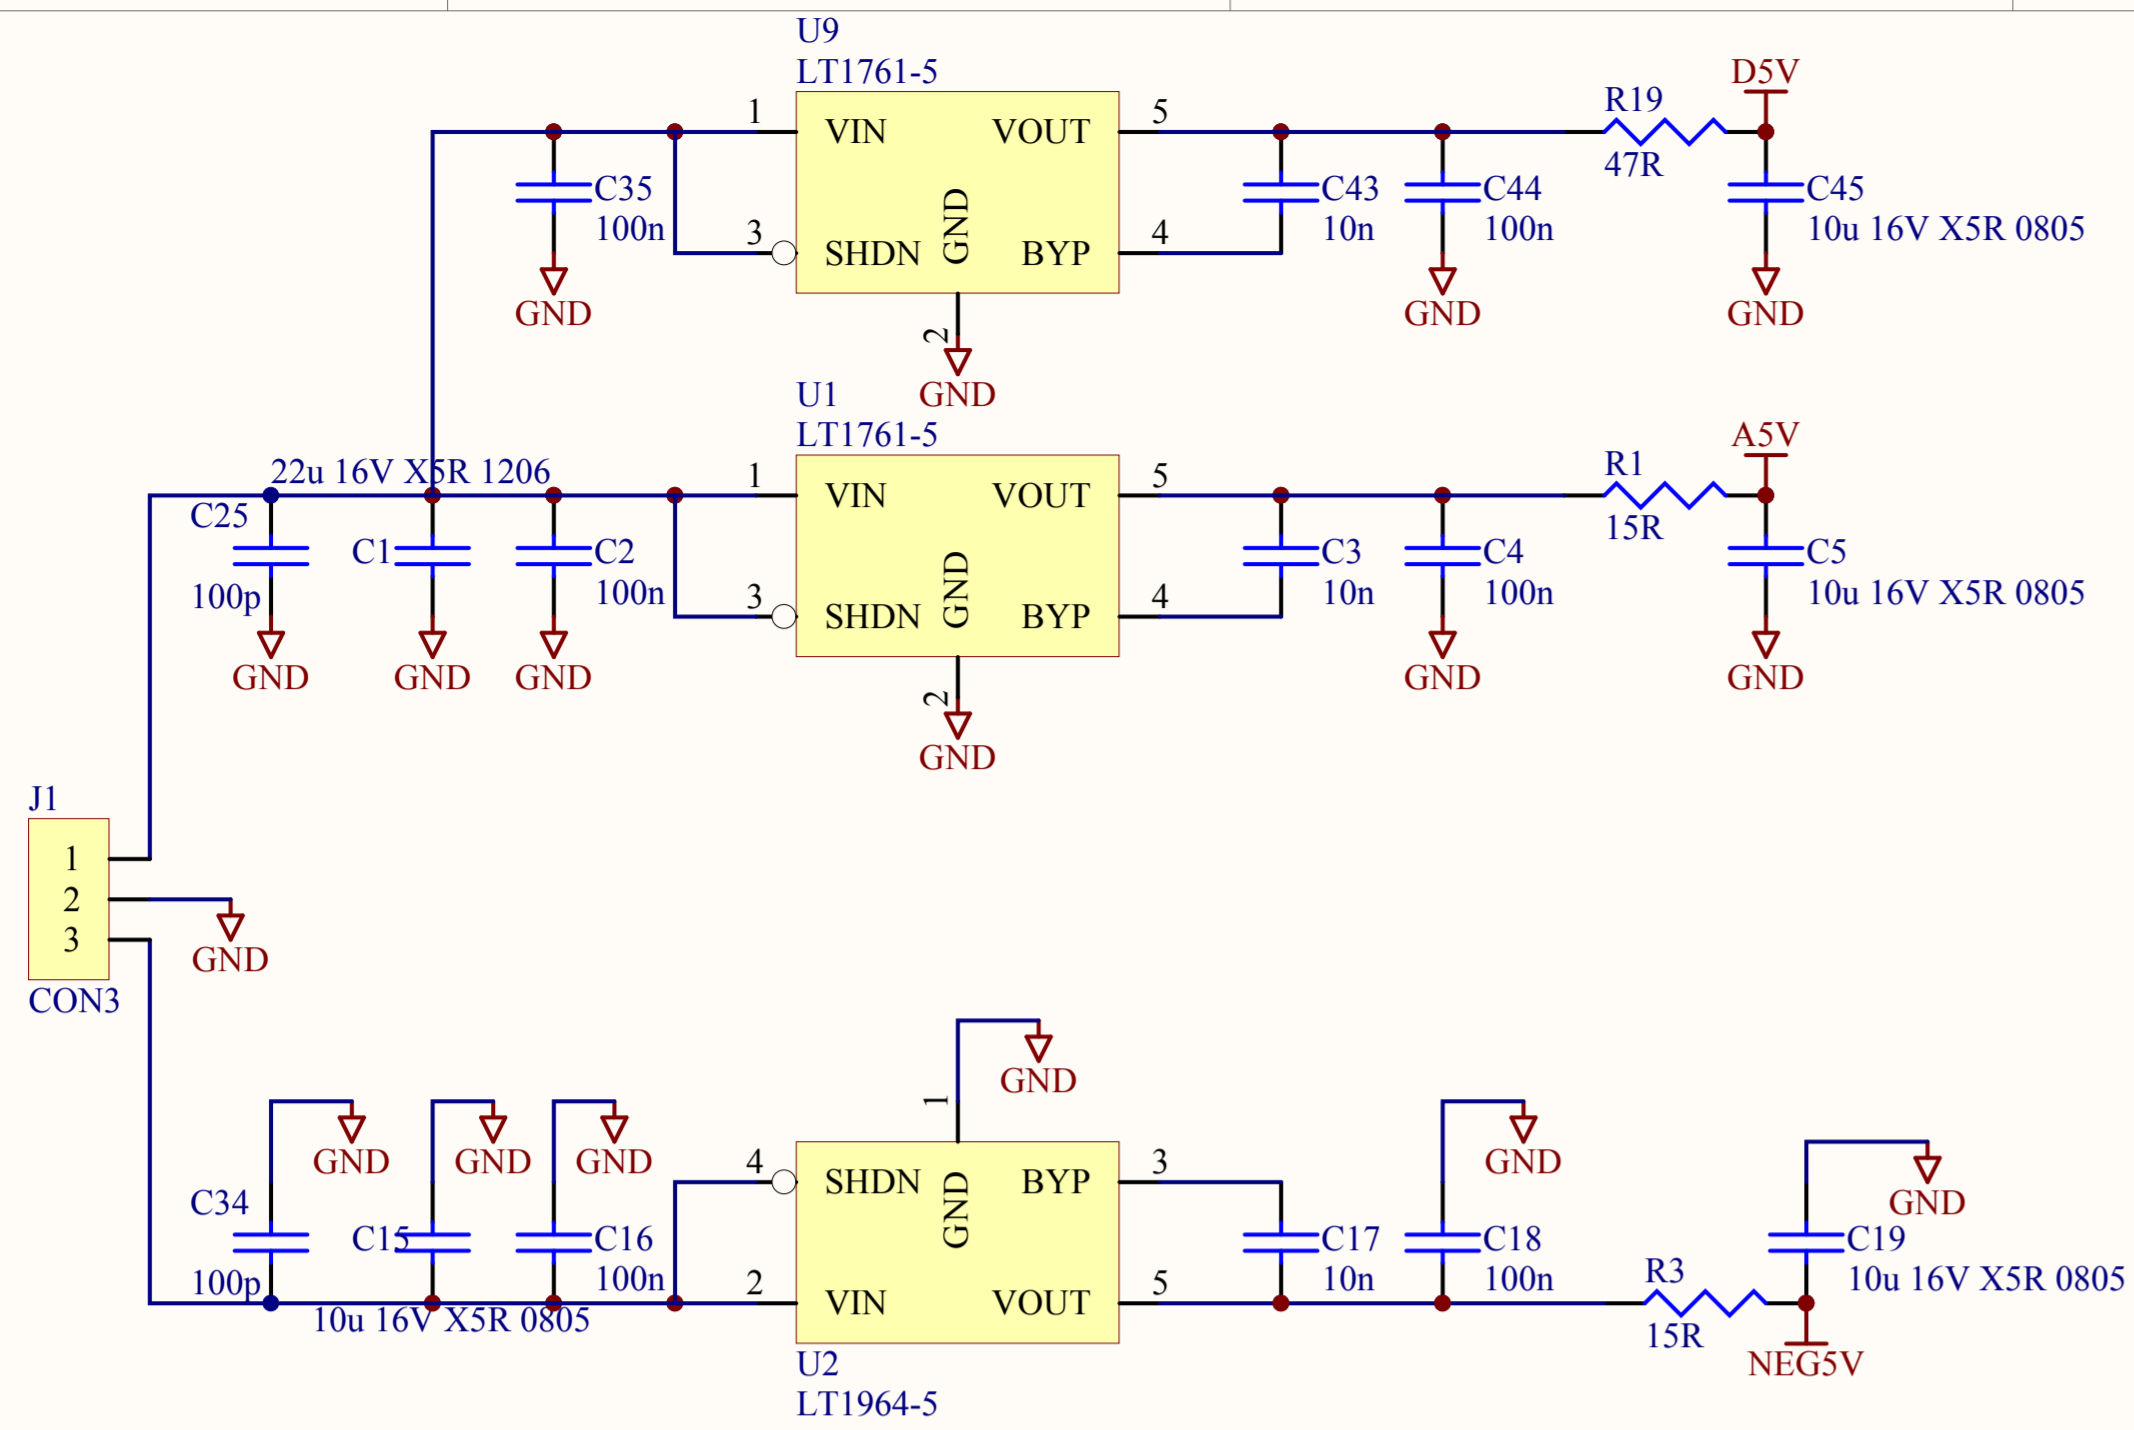 U9
LT1761-5
1
VIN
VOUT
5
3
SHDN
GND
BYP
4
2
GND
C35
100n
GND
C43
10n
C44
100n
GND
R19
47R
D5V
C45
10u 16V X5R 0805
GND
U1
LT1761-5
1
VIN
VOUT
5
3
SHDN
GND
BYP
4
2
GND
22u 16V X5R 1206
C25
100p
GND
C1
GND
C2
100n
GND
C3
10n
C4
100n
GND
R1
15R
A5V
C5
10u 16V X5R 0805
GND
J1
1
2
3
CON3
GND
GND
1
C34
100p
GND
C15
10u 16V X5R 0805
GND
C16
100n
GND
4
SHDN
GND
BYP
3
2
VIN
VOUT
5
U2
LT1964-5
C17
10n
C18
100n
GND
R3
15R
C19
10u 16V X5R 0805
GND
NEG5V